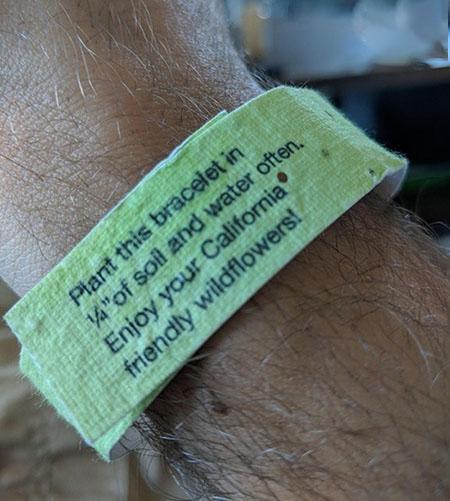 Plant this bracelet in
¼" of soil and water often.
Enjoy your California
friendly wildflowers!